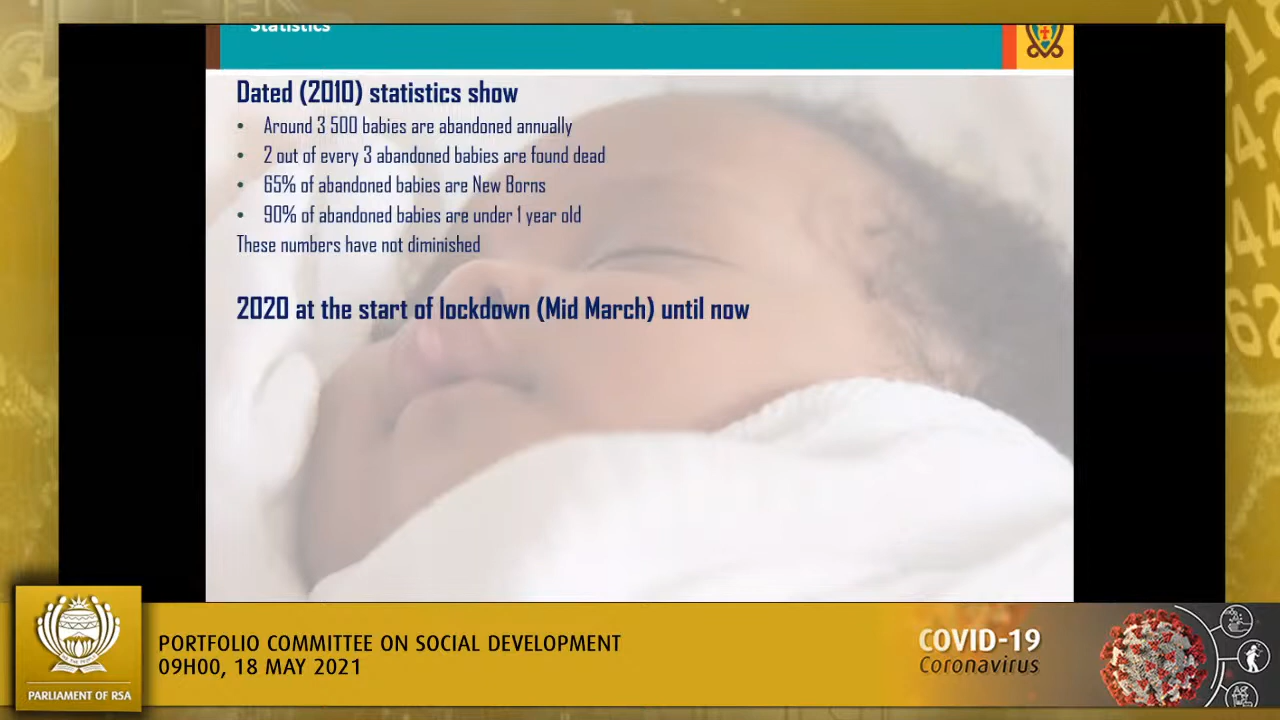 Statistics
Dated (2010) statistics show
• Around 3 500 babies are abandoned annually
• 2 out of every 3 abandoned babies are found dead
• 65% of abandoned babies are New Borns
• 90% of abandoned babies are under 1 year old
These numbers have not diminished
2020 at the start of lockdown (Mid March) until now
PORTFOLIO COMMITTEE ON SOCIAL DEVELOPMENT
09H00, 18 MAY 2021
PARLIAMENT OF RSA
COVID-19
Coronavirus